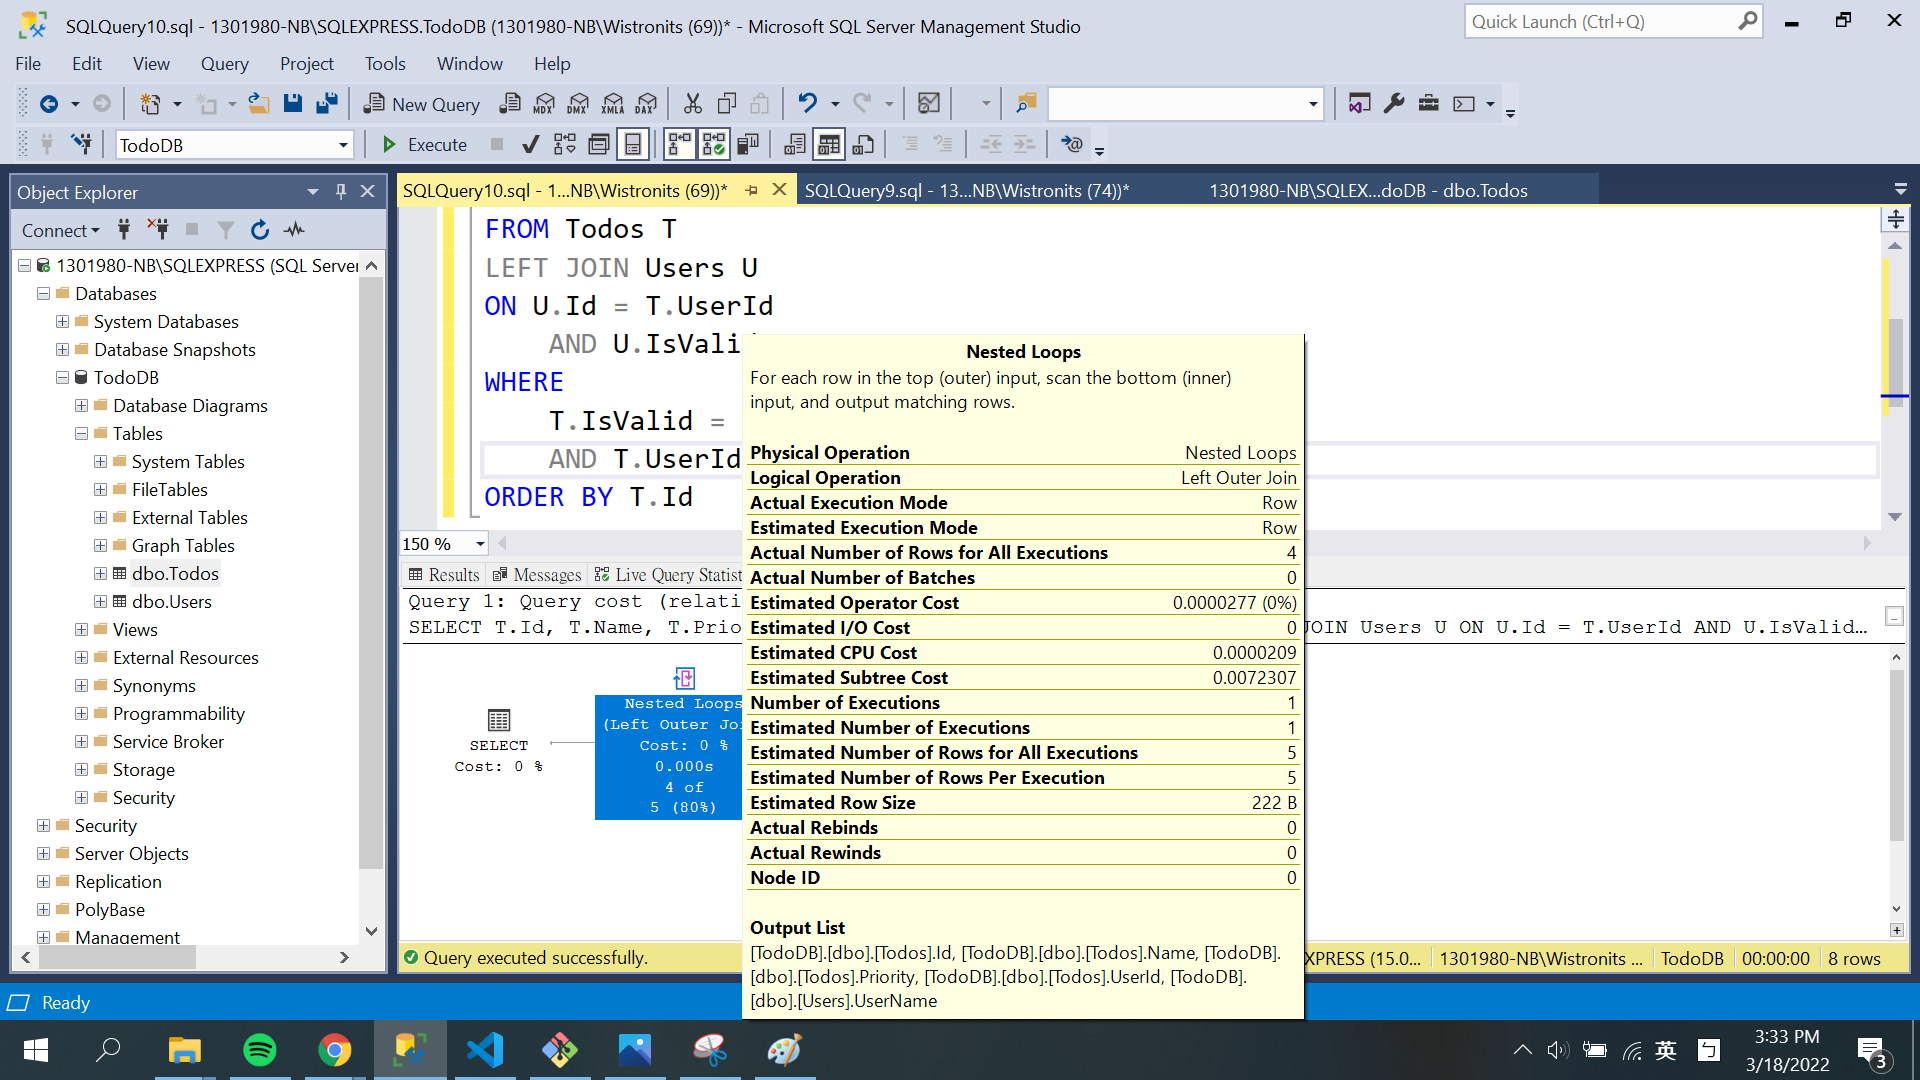 SQLQuery10.sql - 1301980-NB\SQLEXPRESS.TodoDB (1301980-NB\Wistronits (69))* - Microsoft SQL Server Management Studio
Quick Launch (Ctrl+Q)
File Edit View Query Project Tools Window Help
New Query MDX DMX XMLA DAX
TodoDB Execute
Object Explorer
SQLQuery10.sql - 1...NB\Wistronits (69))* SQLQuery9.sql - 13...NB\Wistronits (74))* 1301980-NB\SQLEX...doDB - dbo.Todos
Connect
1301980-NB\SQLEXPRESS (SQL Server
Databases
System Databases
Database Snapshots
TodoDB
Database Diagrams
Tables
System Tables
FileTables
External Tables
Graph Tables
dbo.Todos
dbo.Users
Views
External Resources
Synonyms
Programmability
Service Broker
Storage
Security
Security
Server Objects
Replication
PolyBase
Management
FROM Todos T
LEFT JOIN Users U
ON U.Id = T.UserId
AND U.IsVali
WHERE
T.IsValid =
AND T.UserId
ORDER BY T.Id
150 %
Results Messages Live Query Statist
Query 1: Query cost (relati
SELECT T.Id, T.Name, T.Prio
JOIN Users U ON U.Id = T.UserId AND U.IsValid...
SELECT
Cost: 0 %
Nested Loops
(Left Outer Joi
Cost: 0 %
0.000s
4 of
5 (80%)
Nested Loops
For each row in the top (outer) input, scan the bottom (inner)
input, and output matching rows.
Physical Operation Nested Loops
Logical Operation Left Outer Join
Actual Execution Mode Row
Estimated Execution Mode Row
Actual Number of Rows for All Executions 4
Actual Number of Batches 0
Estimated Operator Cost 0.0000277 (0%)
Estimated I/O Cost 0
Estimated CPU Cost 0.0000209
Estimated Subtree Cost 0.0072307
Number of Executions 1
Estimated Number of Executions 1
Estimated Number of Rows for All Executions 5
Estimated Number of Rows Per Execution 5
Estimated Row Size 222 B
Actual Rebinds 0
Actual Rewinds 0
Node ID 0
Output List
[TodoDB].[dbo].[Todos].Id, [TodoDB].[dbo].[Todos].Name, [TodoDB].
[dbo].[Todos].Priority, [TodoDB].[dbo].[Todos].UserId, [TodoDB].
[dbo].[Users].UserName
Query executed successfully.
XPRESS (15.0... 1301980-NB\Wistronits ... TodoDB 00:00:00 8 rows
Ready
英 ㄅ
3:33 PM
3/18/2022
3